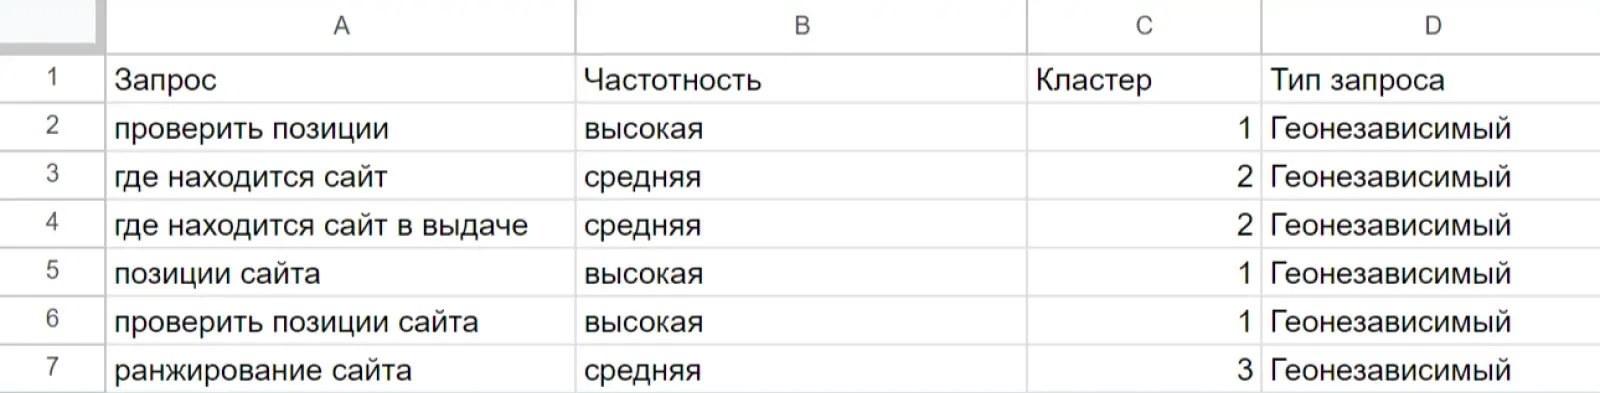 A B C D
1 Запрос Частотность Кластер Тип запроса
2 проверить позиции высокая 1 Геонезависимый
3 где находится сайт средняя 2 Геонезависимый
4 где находится сайт в выдаче средняя 2 Геонезависимый
5 позиции сайта высокая 1 Геонезависимый
6 проверить позиции сайта высокая 1 Геонезависимый
7 ранжирование сайта средняя 3 Геонезависимый